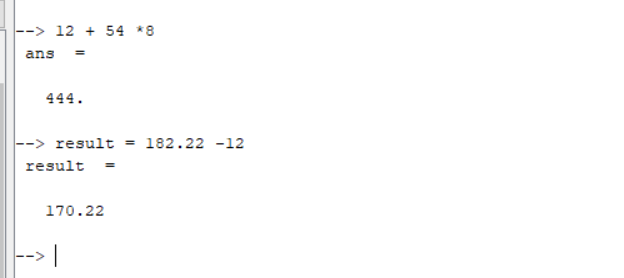 --> 12 + 54 *8
ans  =
444.
--> result = 182.22 -12
result  =
170.22
-->